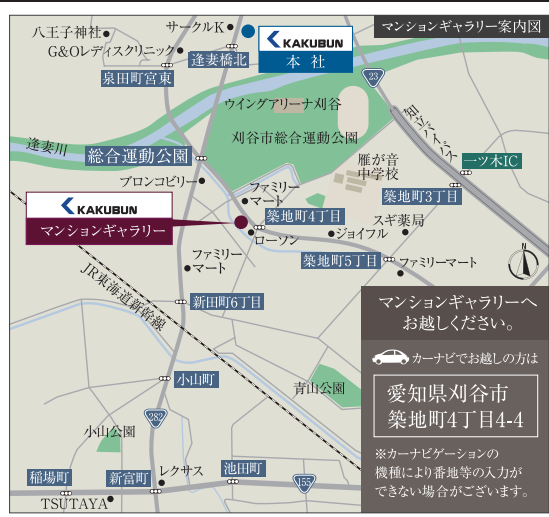 マンションギャラリー案内図
八王子神社
サークルK
G&Oレディスクリニック
逢妻橋北
KAKUBUN
本社
泉田町宮東
23
ウイングアリーナ刈谷
刈谷市総合運動公園
知立バイパス
逢妻川
総合運動公園
雁が音
中学校
一ツ木IC
ブロンコビリー
ファミリー
マート
築地町3丁目
KAKUBUN
マンションギャラリー
築地町4丁目
ローソン
ジョイフル
スギ薬局
N
ファミリー
マート
築地町5丁目
ファミリーマート
JR東海道新幹線
新田町6丁目
マンションギャラリーへ
お越しください。
カーナビでお越しの方は
愛知県刈谷市
築地町4丁目4-4
※カーナビゲーションの
機種により番地等の入力が
できない場合がございます。
小山町
青山公園
282
小山公園
稲場町
新富町
レクサス
池田町
155
TSUTAYA